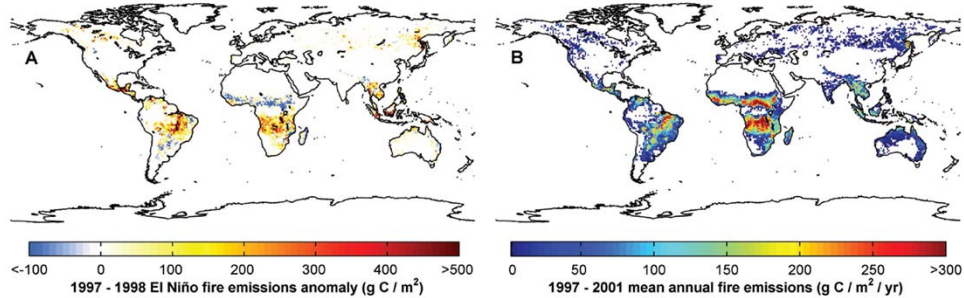 A
B
<-100 0 100 200 300 400 >500
1997 - 1998 El Niño fire emissions anomaly (g C / m²)
0 50 100 150 200 250 >300
1997 - 2001 mean annual fire emissions (g C / m² / yr)